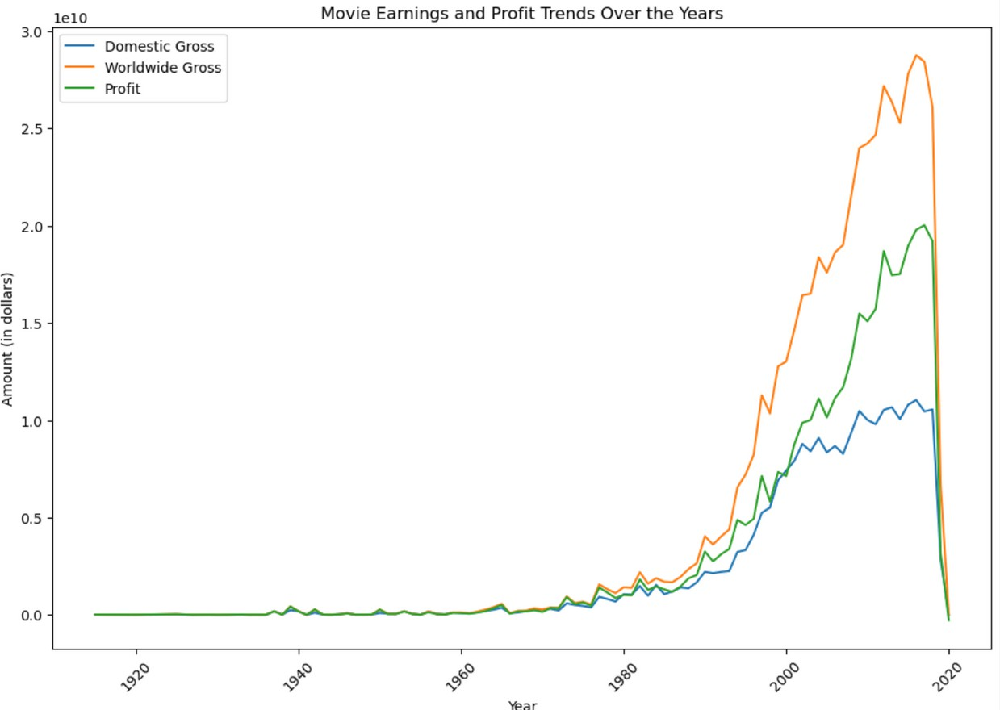 Movie Earnings and Profit Trends Over the Years
1e10
3.0
2.5
2.0
1.5
1.0
0.5
0.0
Amount (in dollars)
Domestic Gross
Worldwide Gross
Profit
1920
1940
1960
1980
2000
2020
Year